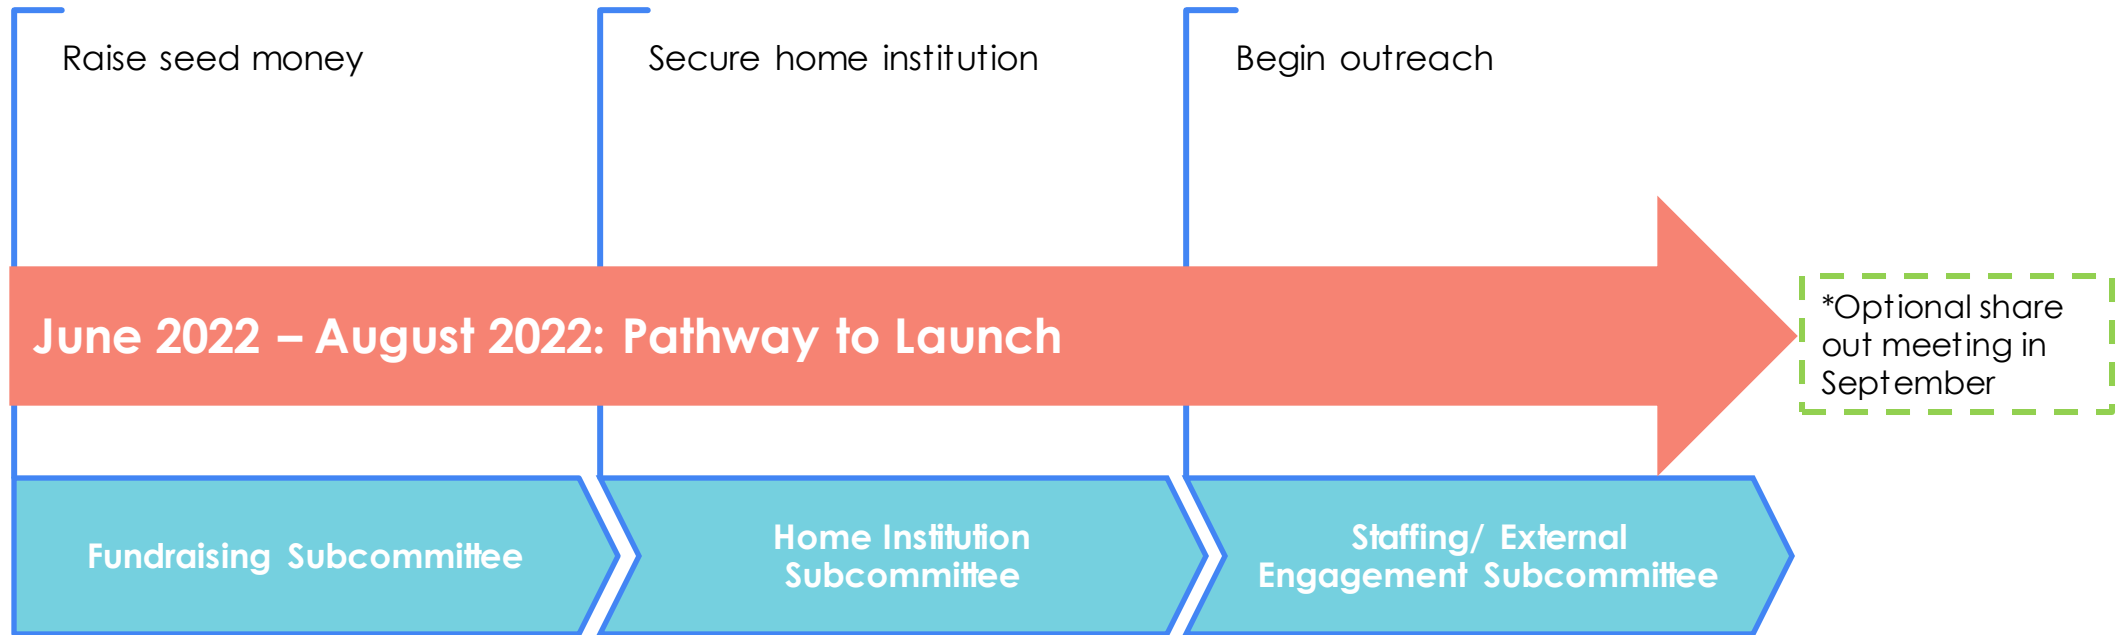 Raise seed money
Secure home institution
Begin outreach
June 2022 – August 2022: Pathway to Launch
*Optional share
out meeting in
September
Fundraising Subcommittee
Home Institution
Subcommittee
Staffing/ External
Engagement Subcommittee